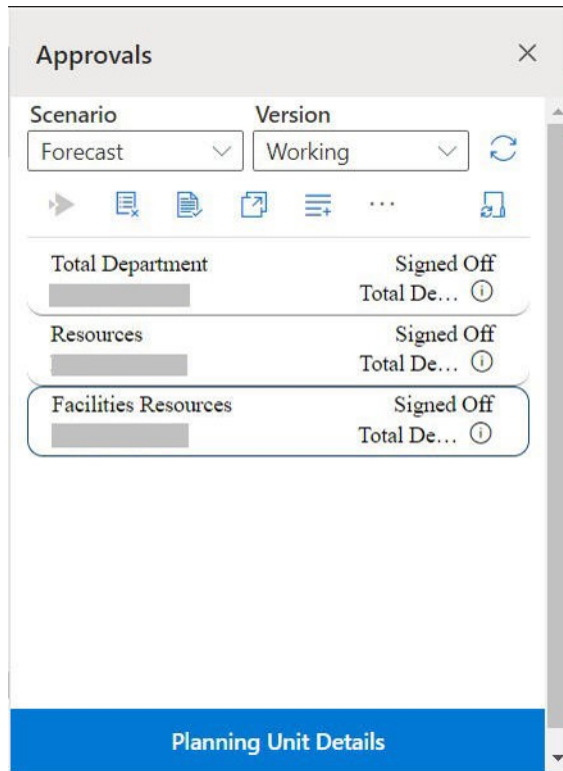 Approvals
Scenario Version
Forecast Working
...
Total Department Signed Off
Total De...
Resources Signed Off
Total De...
Facilities Resources Signed Off
Total De...
Planning Unit Details